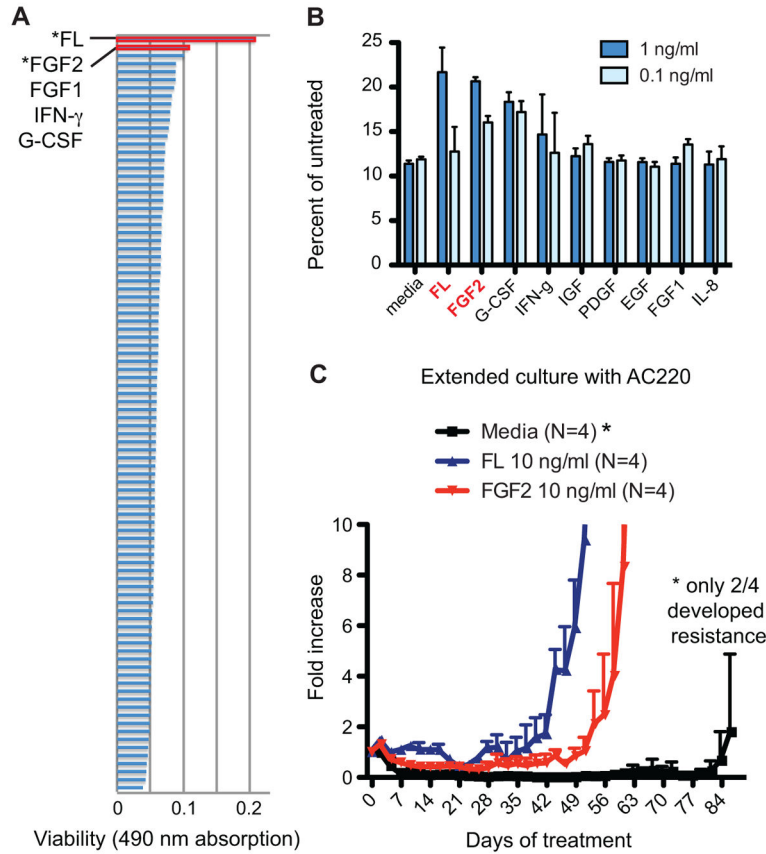 A
*FL
*FGF2
FGF1
IFN-γ
G-CSF
0
0.1
0.2
Viability (490 nm absorption)
B
1 ng/ml
0.1 ng/ml
Percent of untreated
25
20
15
10
5
0
media
FL
FGF2
G-CSF
IFN-g
IGF
PDGF
EGF
FGF1
IL-8
C
Extended culture with AC220
Media (N=4) *
FL 10 ng/ml (N=4)
FGF2 10 ng/ml (N=4)
Fold increase
10
8
6
4
2
0
* only 2/4
developed
resistance
0
7
14
21
28
35
42
49
56
63
70
77
84
Days of treatment